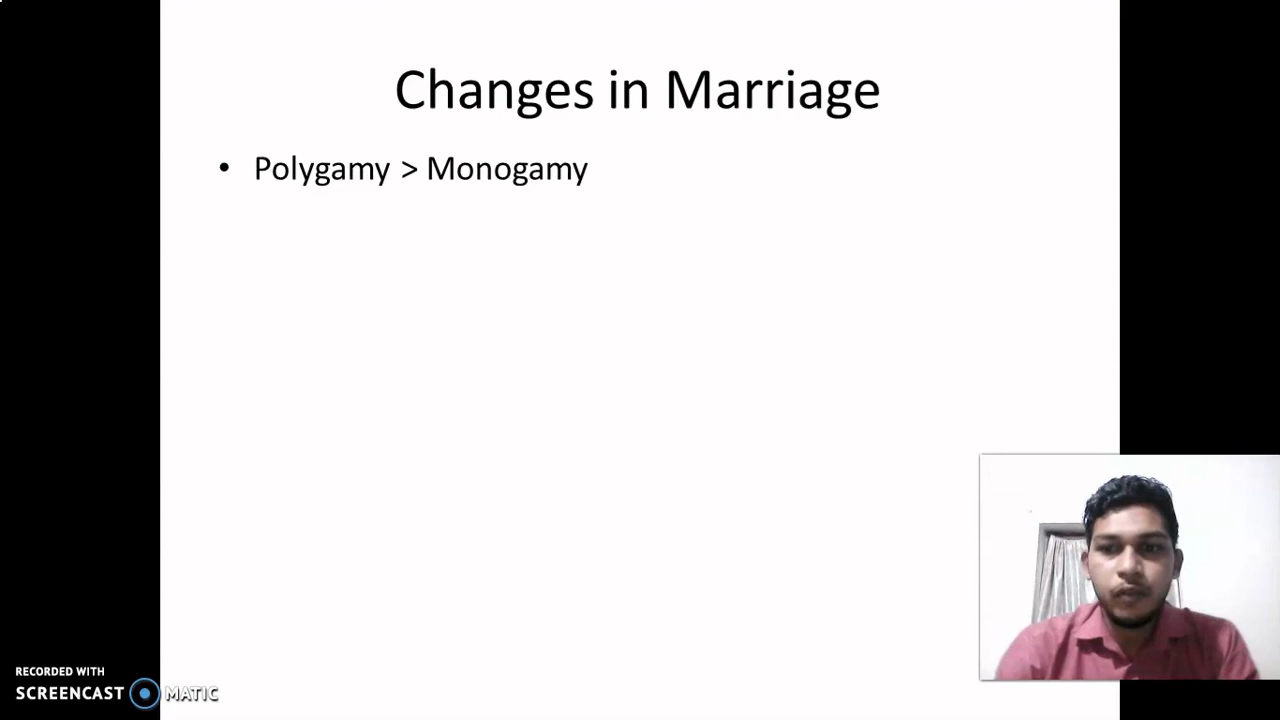 Changes in Marriage
• Polygamy > Monogamy
RECORDED WITH
SCREENCAST MATIC